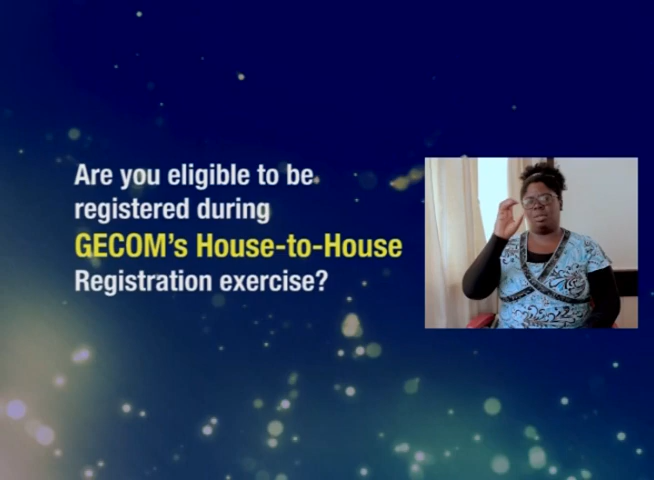 Are you eligible to be
registered during
GECOM's House-to-House
Registration exercise?